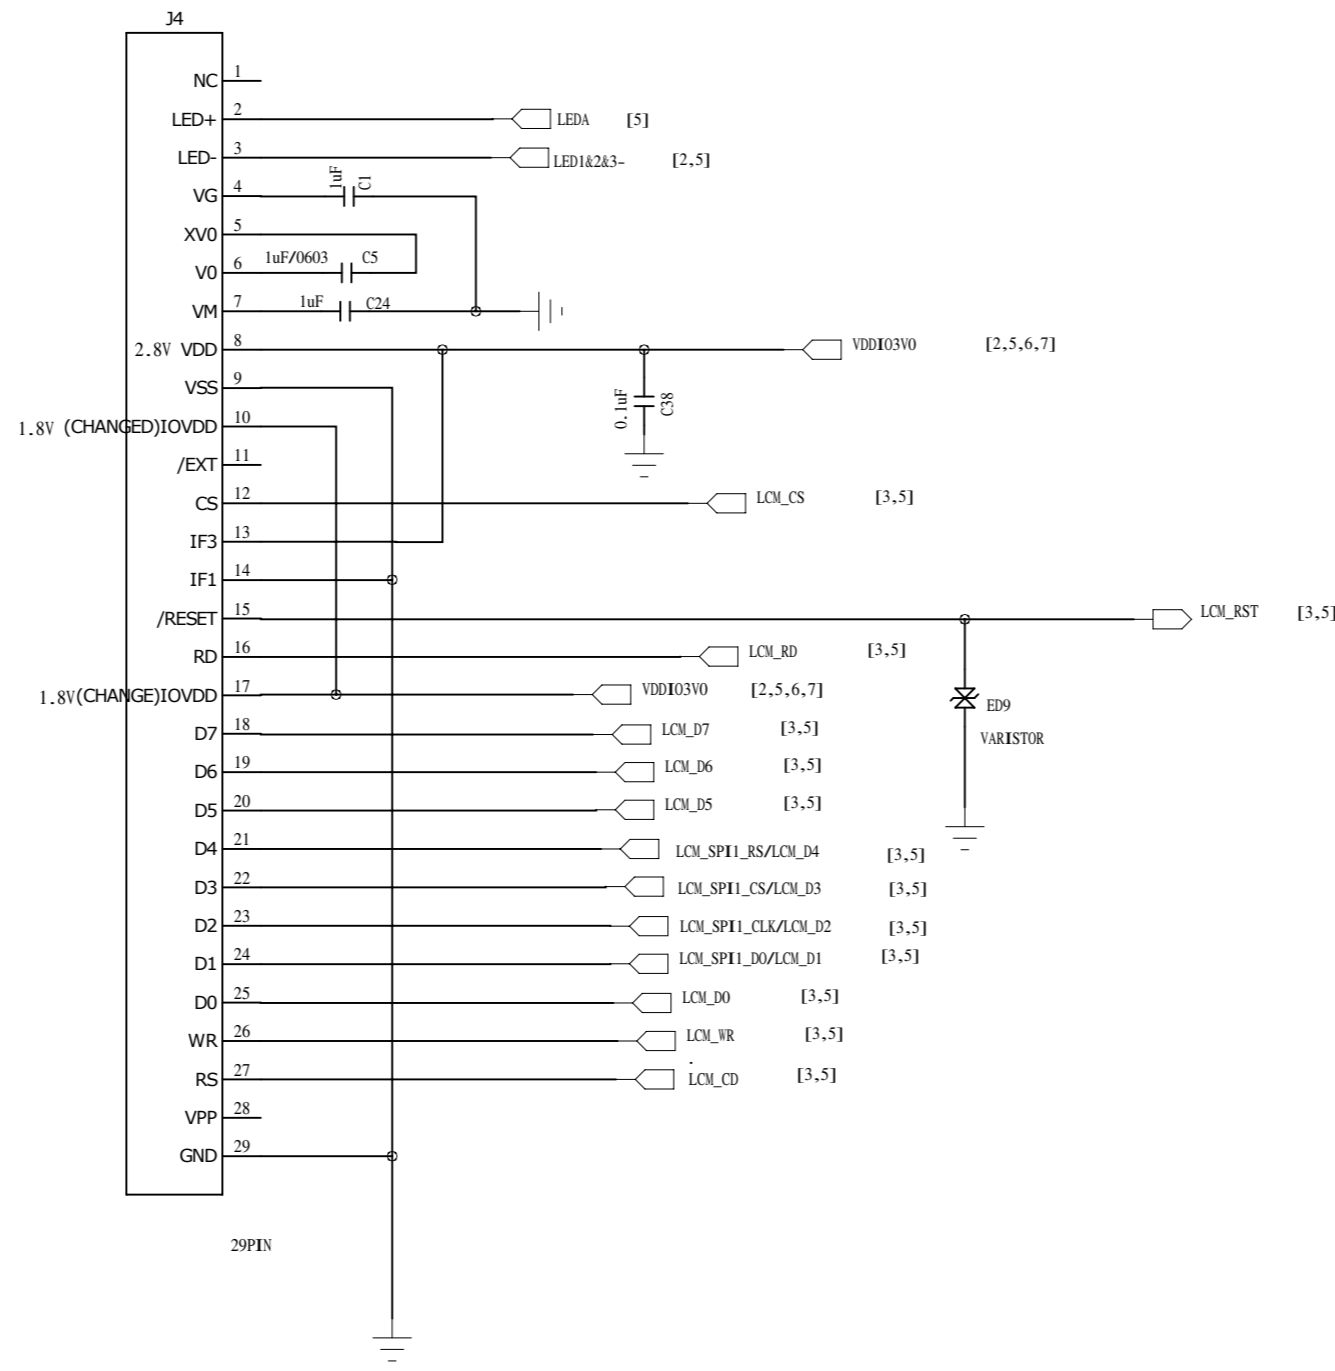 J4
NC 1
LED+ 2 LEDA [5]
LED- 3 LED1&2&3- [2,5]
VG 4 1uF C1
XV0 5
V0 6 1uF/0603 C5
VM 7 1uF C24
2.8V VDD 8 VDDIO3V0 [2,5,6,7]
VSS 9
0.1uF C38
1.8V (CHANGED)IOVDD 10
/EXT 11
CS 12 LCM_CS [3,5]
IF3 13
IF1 14
/RESET 15 LCM_RST [3,5]
RD 16 LCM_RD [3,5]
1.8V(CHANGE)IOVDD 17 VDDIO3V0 [2,5,6,7]
ED9
VARISTOR
D7 18 LCM_D7 [3,5]
D6 19 LCM_D6 [3,5]
D5 20 LCM_D5 [3,5]
D4 21 LCM_SPI1_RS/LCM_D4 [3,5]
D3 22 LCM_SPI1_CS/LCM_D3 [3,5]
D2 23 LCM_SPI1_CLK/LCM_D2 [3,5]
D1 24 LCM_SPI1_DO/LCM_D1 [3,5]
D0 25 LCM_D0 [3,5]
WR 26 LCM_WR [3,5]
RS 27 LCM_CD [3,5]
VPP 28
GND 29
29PIN